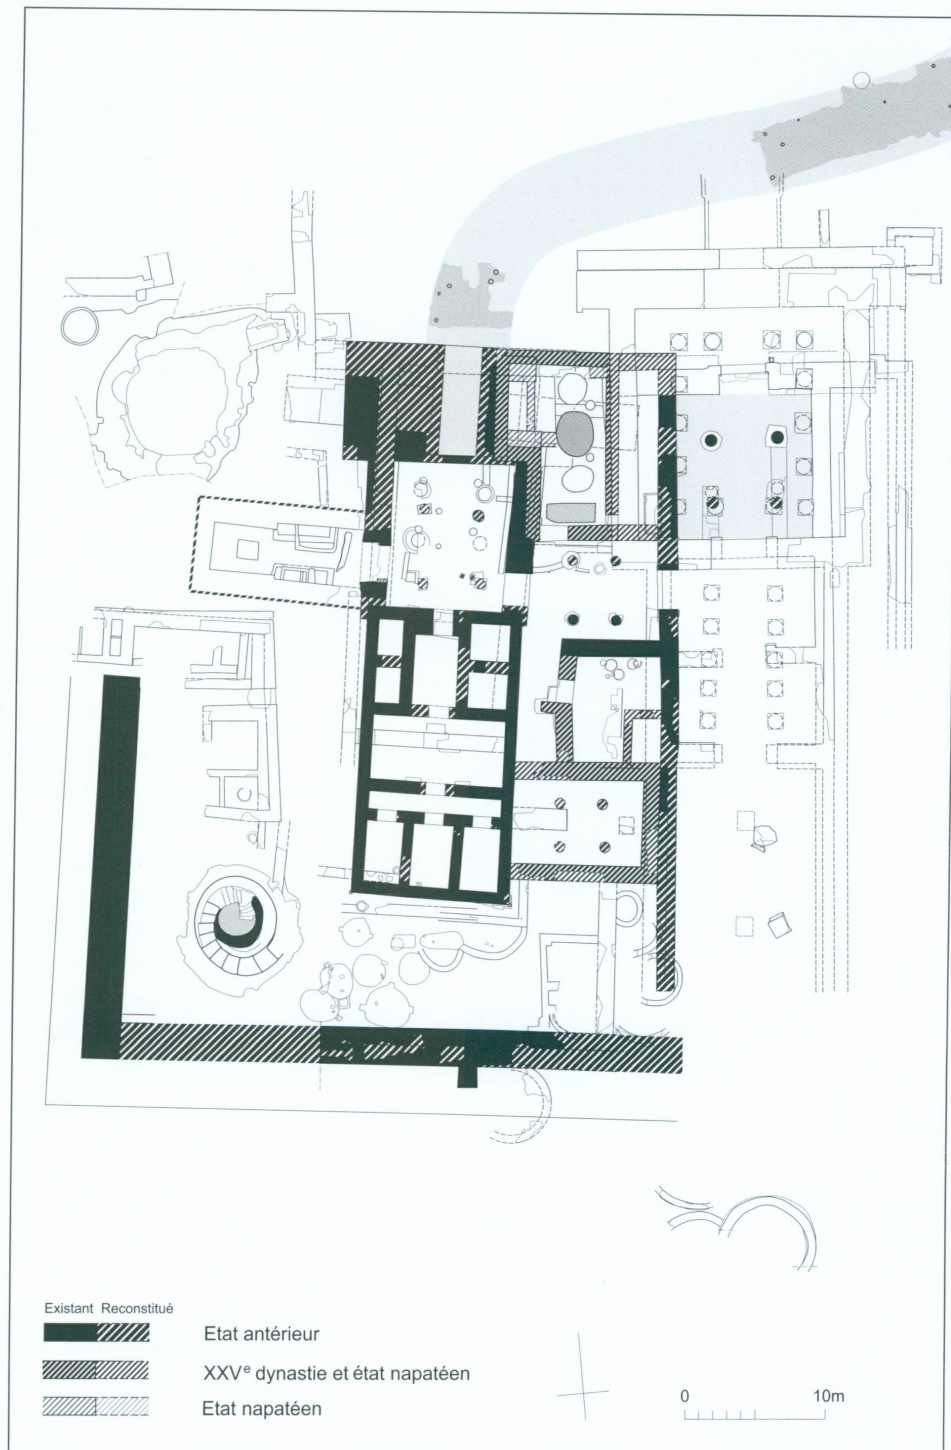 Existant Reconstitué
Etat antérieur
XXVe dynastie et état napatéen
Etat napatéen
0 10m